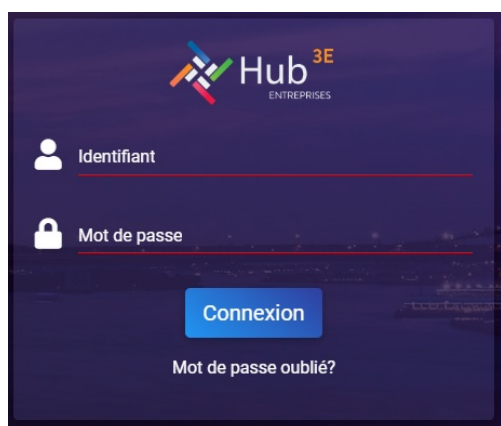 Hub 3E
ENTREPRISES
Identifiant
Mot de passe
Connexion
Mot de passe oublié?